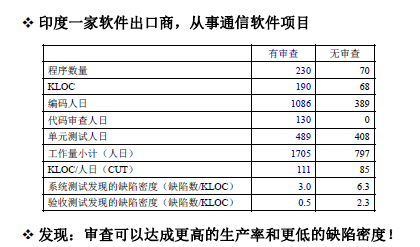 ❖ 印度一家软件出口商，从事通信软件项目
有审查 无审查
程序数量 230 70
KLOC 190 68
编码人日 1086 389
代码审查人日 130 0
单元测试人日 489 408
工作量小计（人日） 1705 797
KLOC/人日（CUT） 111 85
系统测试发现的缺陷密度（缺陷数/KLOC） 3.0 6.3
验收测试发现的缺陷密度（缺陷数/KLOC） 0.5 2.3
❖ 发现：审查可以达成更高的生产率和更低的缺陷密度！